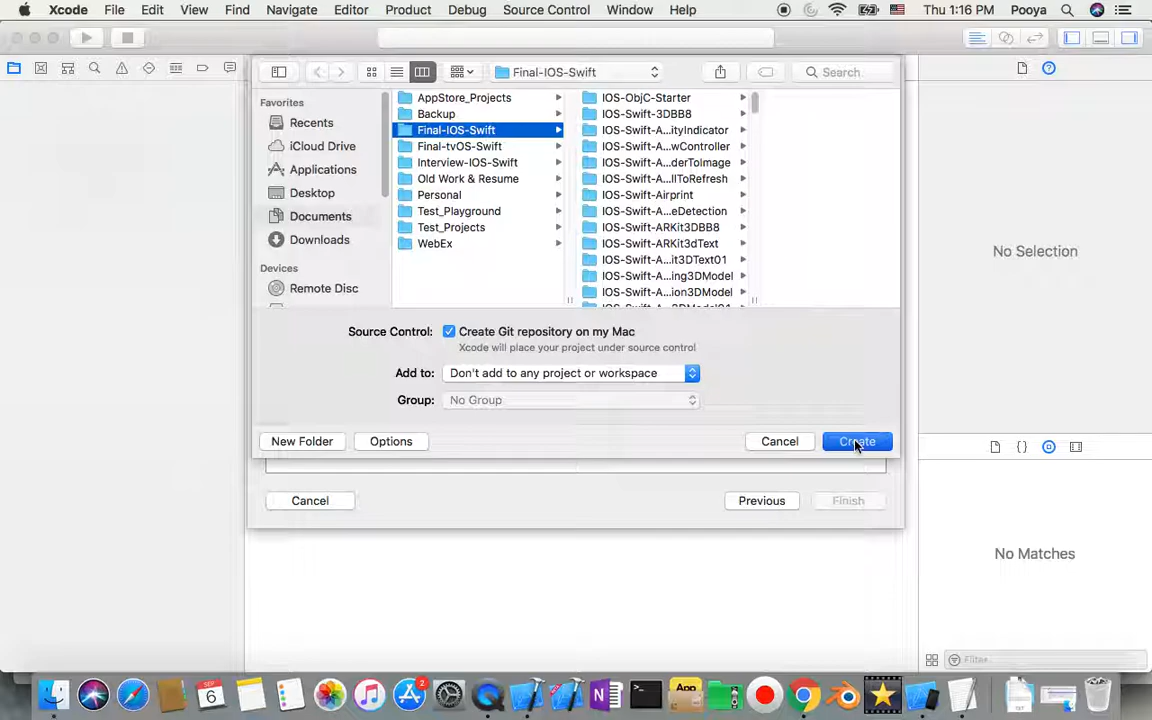 Xcode File Edit View Find Navigate Editor Product Debug Source Control Window Help Thu 1:16 PM Pooya
Final-IOS-Swift
Search
Favorites
Recents
iCloud Drive
Applications
Desktop
Documents
Downloads
Devices
Remote Disc
AppStore_Projects
Backup
Final-IOS-Swift
Final-tvOS-Swift
Interview-IOS-Swift
Old Work & Resume
Personal
Test_Playground
Test_Projects
WebEx
IOS-ObjC-Starter
IOS-Swift-3DBB8
IOS-Swift-A...ityIndicator
IOS-Swift-A...wController
IOS-Swift-A...derToImage
IOS-Swift-A...llToRefresh
IOS-Swift-Airprint
IOS-Swift-A...eDetection
IOS-Swift-ARKit3DBB8
IOS-Swift-ARKit3dText
IOS-Swift-A...it3DText01
IOS-Swift-A...ing3DModel
IOS-Swift-A...ion3DModel
No Selection
Source Control: Create Git repository on my Mac
Xcode will place your project under source control
Add to: Don't add to any project or workspace
Group: No Group
New Folder Options Cancel Create
Cancel Previous Finish
No Matches
Filter
SEP
6
2
App